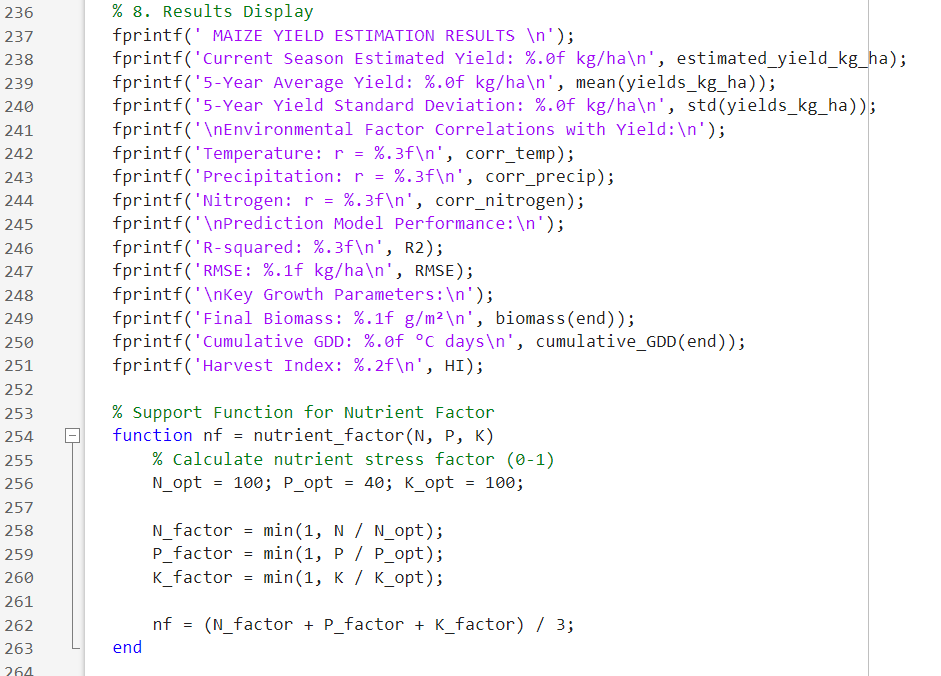 236 % 8. Results Display
237 fprintf(' MAIZE YIELD ESTIMATION RESULTS \n');
238 fprintf('Current Season Estimated Yield: %.0f kg/ha\n', estimated_yield_kg_ha);
239 fprintf('5-Year Average Yield: %.0f kg/ha\n', mean(yields_kg_ha));
240 fprintf('5-Year Yield Standard Deviation: %.0f kg/ha\n', std(yields_kg_ha));
241 fprintf('\nEnvironmental Factor Correlations with Yield:\n');
242 fprintf('Temperature: r = %.3f\n', corr_temp);
243 fprintf('Precipitation: r = %.3f\n', corr_precip);
244 fprintf('Nitrogen: r = %.3f\n', corr_nitrogen);
245 fprintf('\nPrediction Model Performance:\n');
246 fprintf('R-squared: %.3f\n', R2);
247 fprintf('RMSE: %.1f kg/ha\n', RMSE);
248 fprintf('\nKey Growth Parameters:\n');
249 fprintf('Final Biomass: %.1f g/m²\n', biomass(end));
250 fprintf('Cumulative GDD: %.0f °C days\n', cumulative_GDD(end));
251 fprintf('Harvest Index: %.2f\n', HI);
252
253 % Support Function for Nutrient Factor
254 function nf = nutrient_factor(N, P, K)
255 % Calculate nutrient stress factor (0-1)
256 N_opt = 100; P_opt = 40; K_opt = 100;
257
258 N_factor = min(1, N / N_opt);
259 P_factor = min(1, P / P_opt);
260 K_factor = min(1, K / K_opt);
261
262 nf = (N_factor + P_factor + K_factor) / 3;
263 end
264